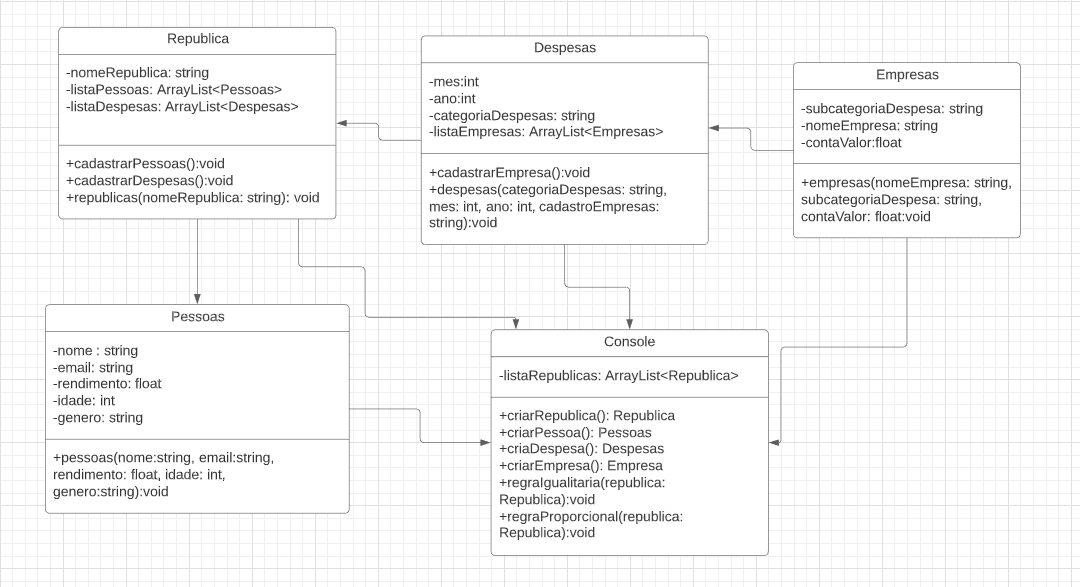 Republica
-nomeRepublica: string
-listaPessoas: ArrayList<Pessoas>
-listaDespesas: ArrayList<Despesas>
+cadastrarPessoas():void
+cadastrarDespesas():void
+republicas(nomeRepublica: string): void
Despesas
-mes:int
-ano:int
-categoriaDespesas: string
-listaEmpresas: ArrayList<Empresas>
+cadastrarEmpresa():void
+despesas(categoriaDespesas: string,
mes: int, ano: int, cadastroEmpresas:
string):void
Empresas
-subcategoriaDespesa: string
-nomeEmpresa: string
-contaValor:float
+empresas(nomeEmpresa: string,
subcategoriaDespesa: string,
contaValor: float:void
Pessoas
-nome : string
-email: string
-rendimento: float
-idade: int
-genero: string
+pessoas(nome:string, email:string,
rendimento: float, idade: int,
genero:string):void
Console
-listaRepublicas: ArrayList<Republica>
+criarRepublica(): Republica
+criarPessoa(): Pessoas
+criaDespesa(): Despesas
+criarEmpresa(): Empresa
+regraIgualitaria(republica:
Republica):void
+regraProporcional(republica:
Republica):void